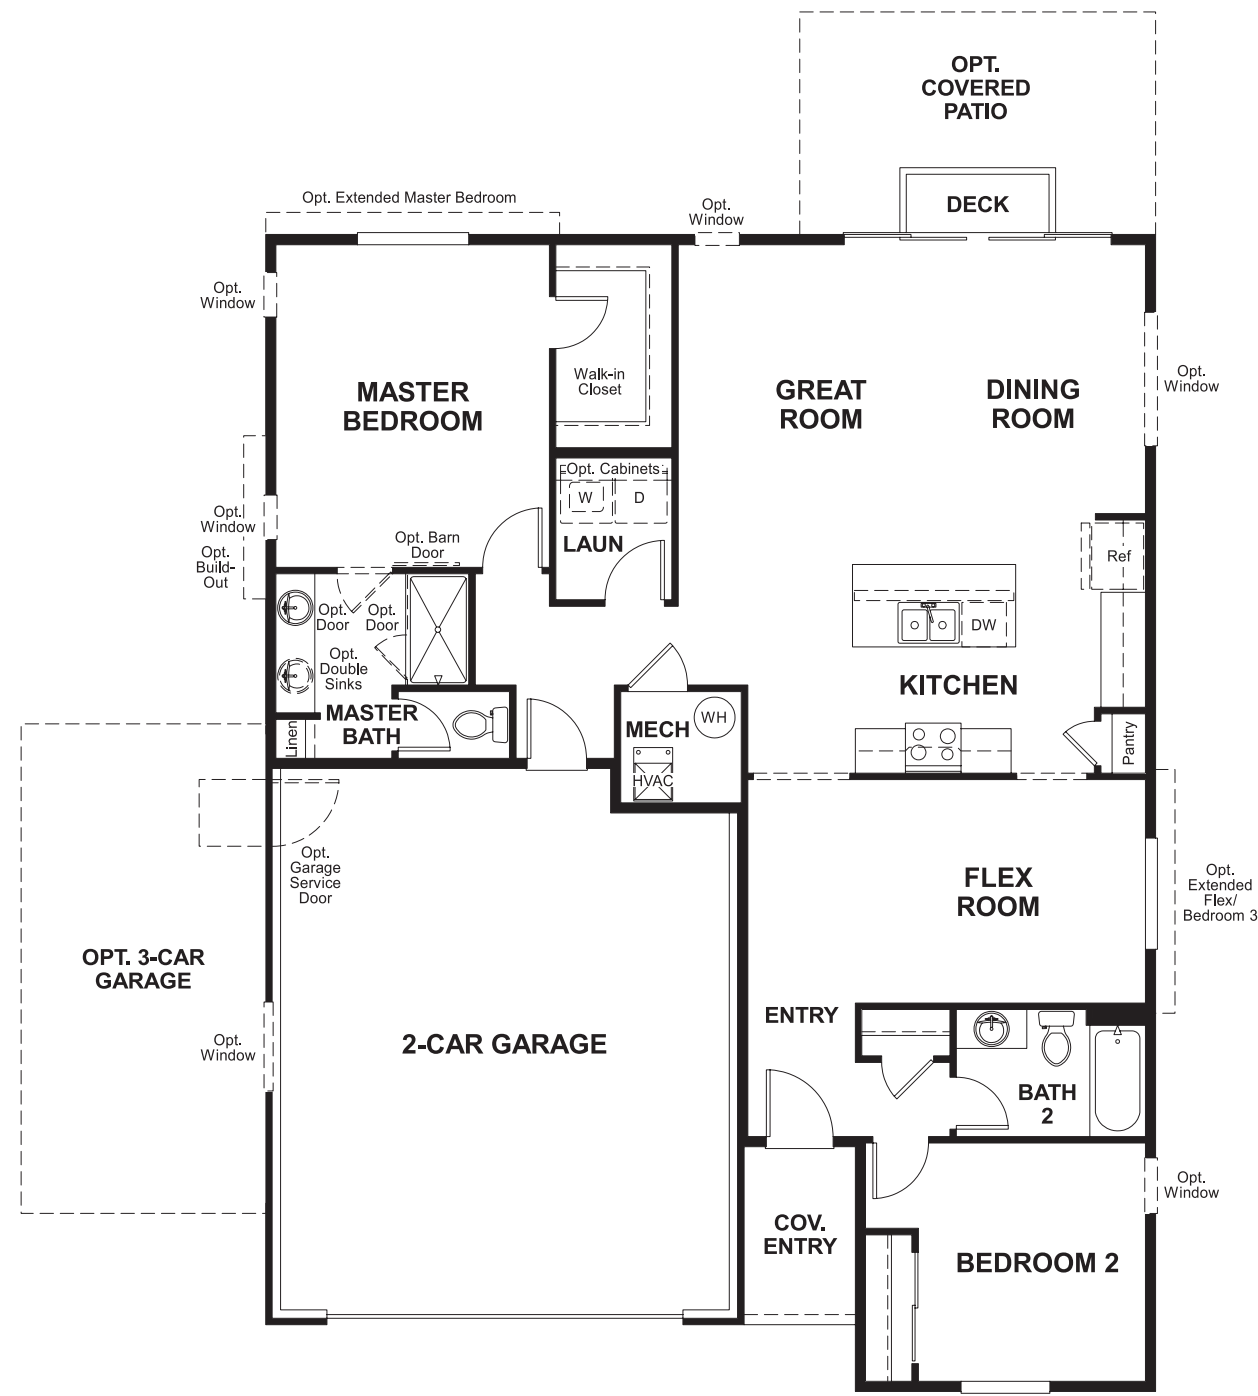 OPT.
COVERED
PATIO
Opt. Extended Master Bedroom
Opt.
Window
DECK
Opt.
Window
MASTER
BEDROOM
Walk-in
Closet
GREAT
ROOM
DINING
ROOM
Opt.
Window
Opt. Cabinets
W
D
LAUN
Opt.
Window
Opt.
Build-
Out
Opt. Barn
Door
Ref
Opt.
Door
Opt.
Door
Opt.
Double
Sinks
DW
KITCHEN
MASTER
BATH
Linen
MECH
WH
HVAC
Pantry
Opt.
Garage
Service
Door
FLEX
ROOM
Opt.
Extended
Flex/
Bedroom 3
OPT. 3-CAR
GARAGE
Opt.
Window
2-CAR GARAGE
ENTRY
BATH
2
COV.
ENTRY
BEDROOM 2
Opt.
Window